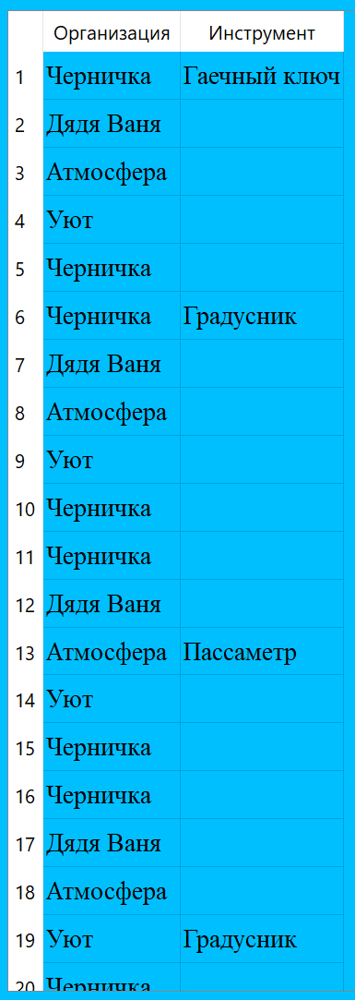 Организация Инструмент
1 Черничка Гаечный ключ
2 Дядя Ваня
3 Атмосфера
4 Уют
5 Черничка
6 Черничка Градусник
7 Дядя Ваня
8 Атмосфера
9 Уют
10 Черничка
11 Черничка
12 Дядя Ваня
13 Атмосфера Пассаметр
14 Уют
15 Черничка
16 Черничка
17 Дядя Ваня
18 Атмосфера
19 Уют Градусник
20 Черничка